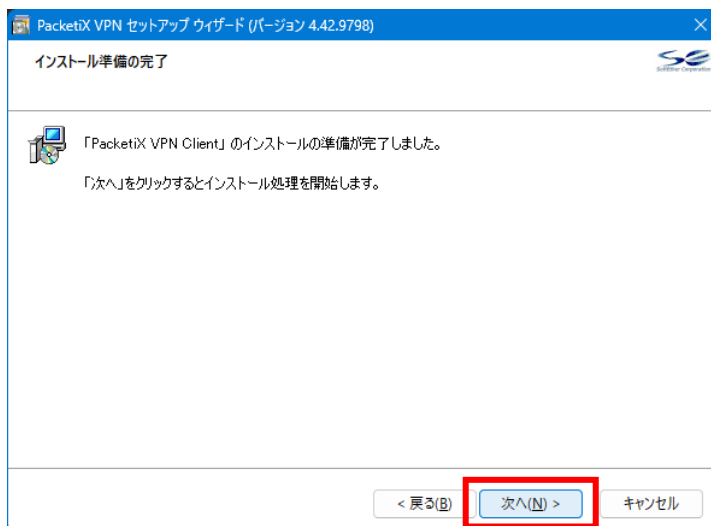 PacketiX VPN セットアップ ウィザード (バージョン 4.42.9798)
インストール準備の完了
SoftEther Corporation
「PacketiX VPN Client」のインストールの準備が完了しました。
「次へ」をクリックするとインストール処理を開始します。
< 戻る(B)
次へ(N) >
キャンセル